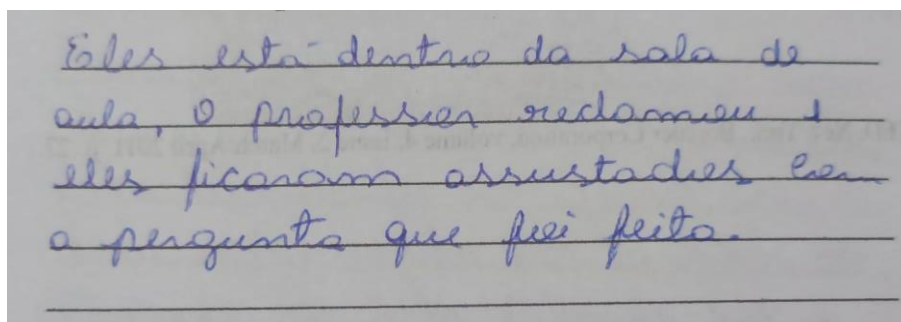 Eles está dentro da sala de
aula, o professor reclamou e
eles ficaram assustados com
a pergunta que foi feita.